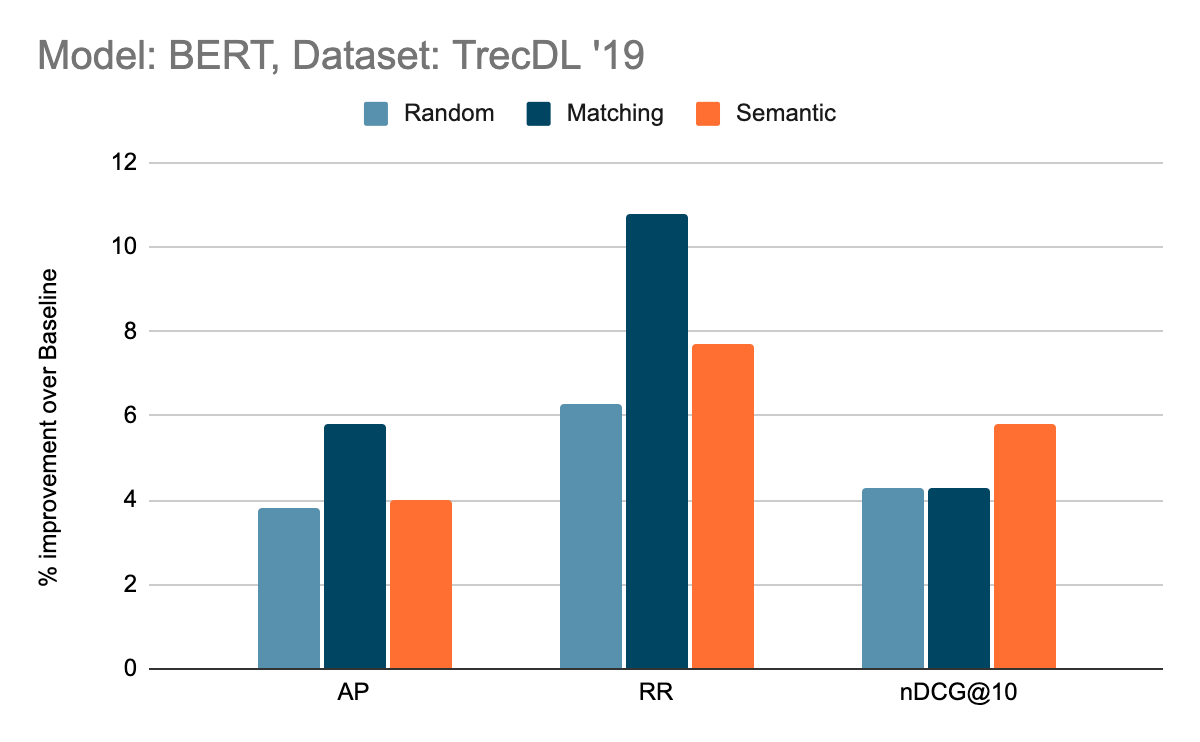 Model: BERT, Dataset: TrecDL '19
Random Matching Semantic
% improvement over Baseline
12
10
8
6
4
2
0
AP RR nDCG@10